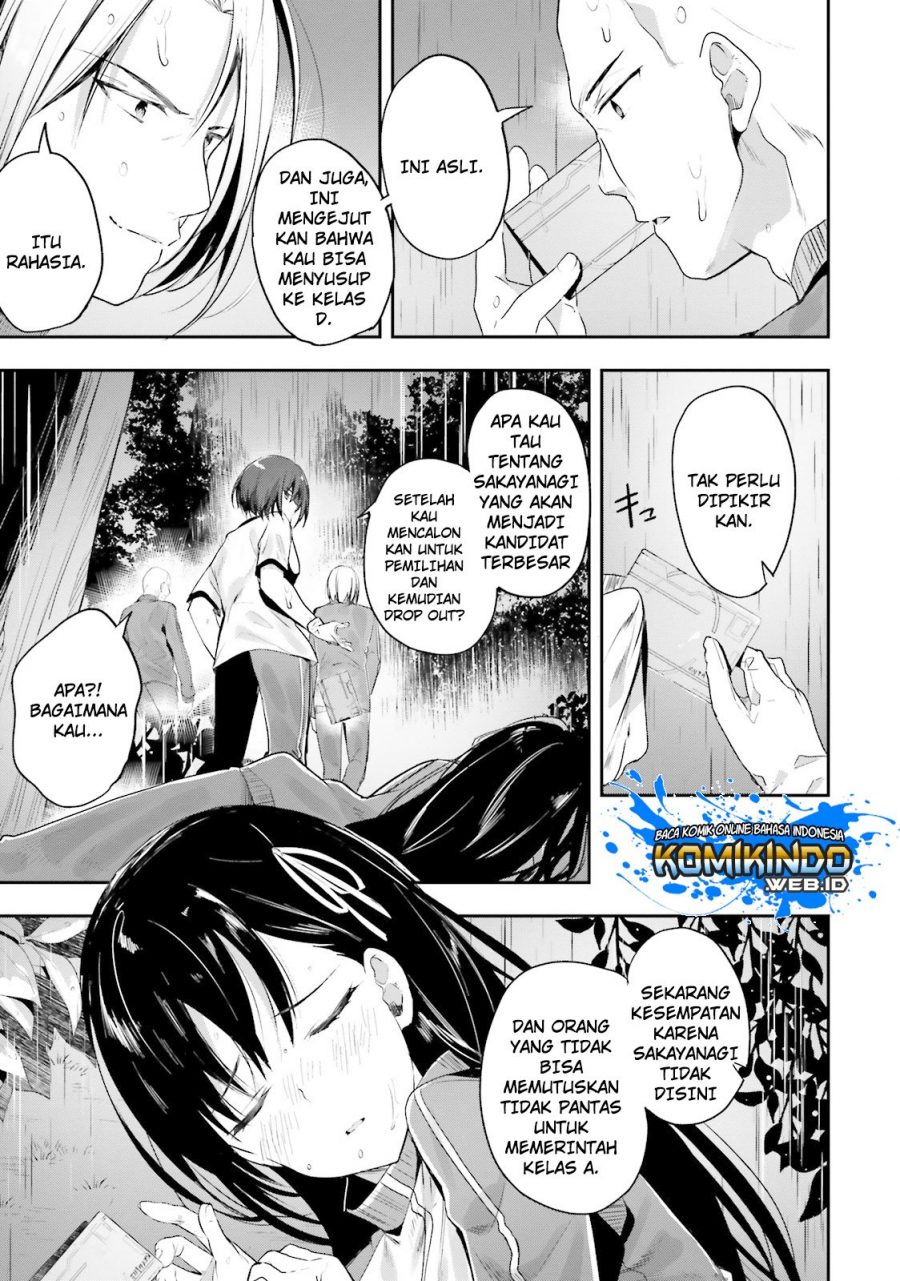 INI ASLI.
DAN JUGA,
INI
MENGEJUT
KAN BAHWA
KAU BISA
MENYUSUP
KE KELAS
D.
ITU
RAHASIA.
TAK PERLU
DIPIKIR
KAN.
キュ
APA KAU
TAU
TENTANG
SAKAYANAGI
YANG AKAN
MENJADI
KANDIDAT
TERBESAR
SETELAH
KAU
MENCALON
KAN UNTUK
PEMILIHAN
DAN
KEMUDIAN
DROP OUT?
APA?!
BAGAIMANA
KAU...
BACA KOMIK ONLINE BAHASA INDONESIA
KOMIKINDO
.WEB.ID
SEKARANG
KESEMPATAN
KARENA
SAKAYANAGI
TIDAK
DISINI
DAN ORANG
YANG TIDAK
BISA
MEMUTUSKAN
TIDAK PANTAS
UNTUK
MEMERINTAH
KELAS A.